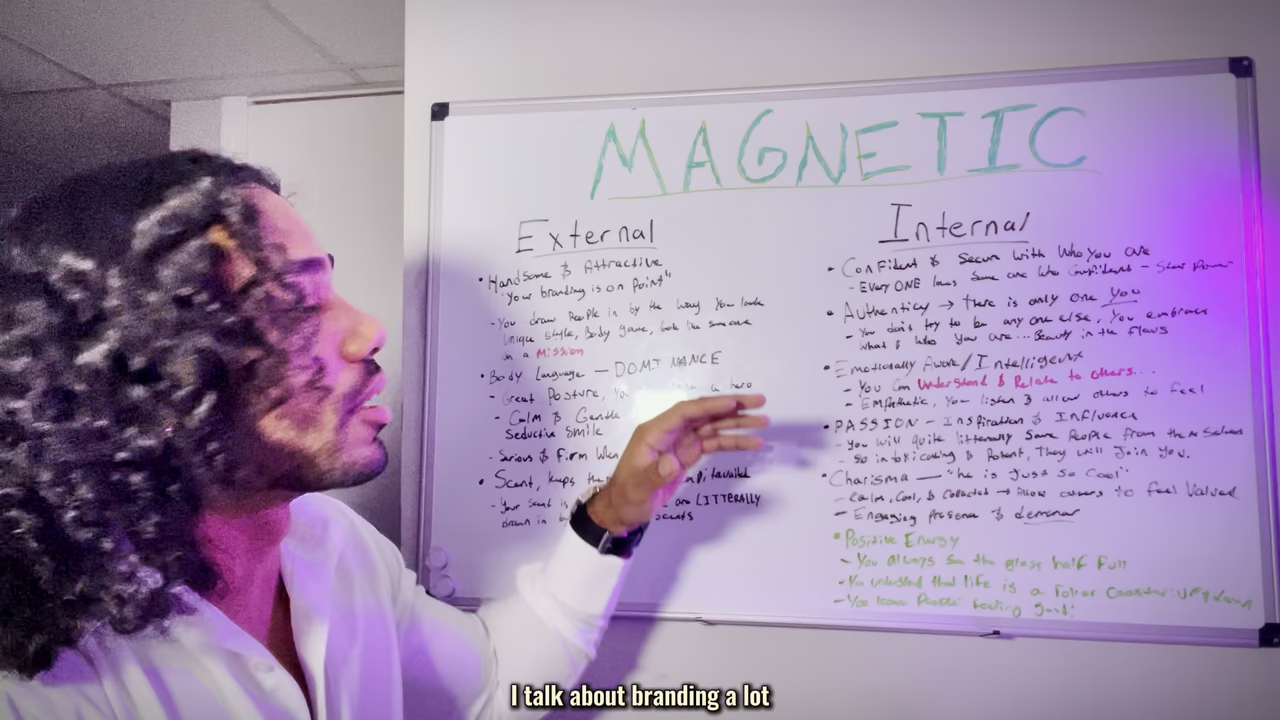 MAGNETIC
External
• Handsome & Attractive
"Your branding is on Point"
- You draw People in by the way You look
Unique style, Body game, look like someone
on a Mission
• Body Language — DOMINANCE
- Great Posture, You a hero
- Calm & Gentle
Seductive Smile
- Serious & Firm When
• Scent, keeps them
- Your Scent is are LITTERALLY
drawn in
Internal
• Confident & Secure With Who You are
- Every ONE loves Some one Who Confident - Star Power
• Authenticy → there is only one You
- You don't try to be any one else, You embrace
what & Who You are... Beauty in the flaws
• Emotionally Aware/Intelligent
- You Can Understand & Relate to others...
- Empathetic, You listen & allow others to feel
• PASSION - Inspiration & Influence
- You will quite litterally Save People from themselves
- So intoxicating & Potent, They will Join You.
• Charisma — "he is Just so Cool"
- Calm, Cool, & Collected → Allow others to feel Valued
- Engaging Presence & demenor
• Positive Energy
- You always see the glass half full
- You understand that life is a roller Coaster: UP & down
- You leave People feeling good!
I talk about branding a lot